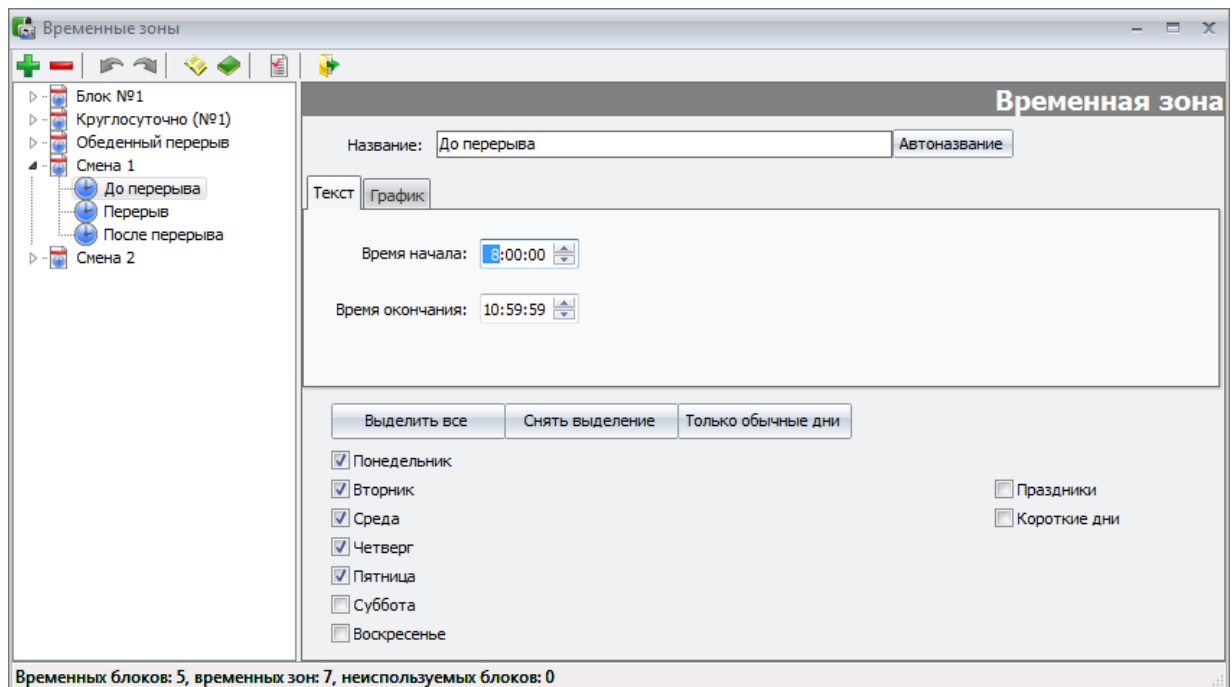 Временные зоны
Блок №1
Круглосуточно (№1)
Обеденный перерыв
Смена 1
До перерыва
Перерыв
После перерыва
Смена 2
Временная зона
Название: До перерыва Автоназвание
Текст График
Время начала: 8:00:00
Время окончания: 10:59:59
Выделить все Снять выделение Только обычные дни
Понедельник
Вторник Праздники
Среда Короткие дни
Четверг
Пятница
Суббота
Воскресенье
Временных блоков: 5, временных зон: 7, неиспользуемых блоков: 0